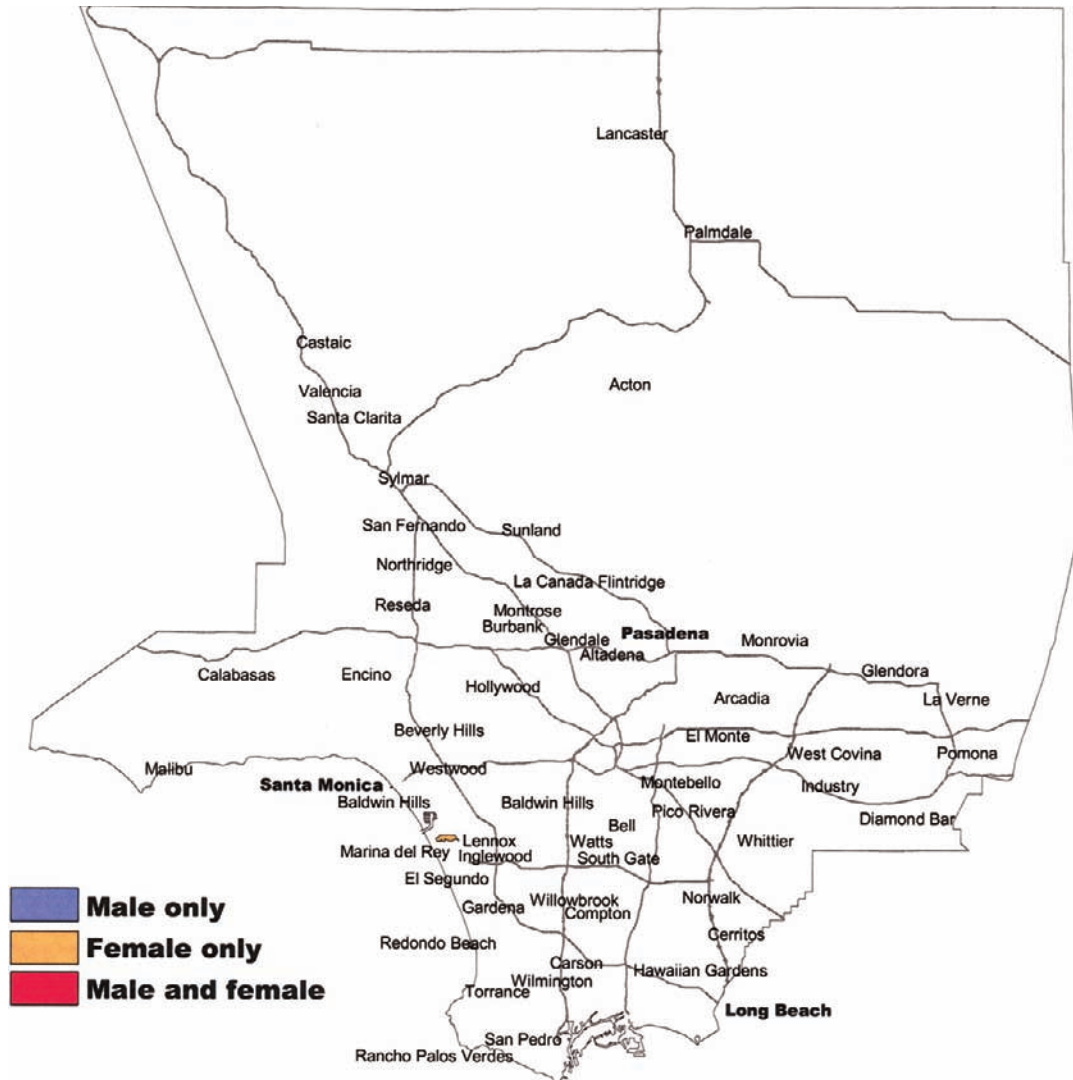 Lancaster
Palmdale
Castaic
Acton
Valencia
Santa Clarita
Sylmar
San Fernando
Sunland
Northridge
La Canada Flintridge
Reseda
Montrose
Burbank
Glendale
Pasadena
Monrovia
Altadena
Calabasas
Encino
Hollywood
Glendora
Arcadia
La Verne
Beverly Hills
El Monte
West Covina
Pomona
Malibu
Westwood
Santa Monica
Montebello
Industry
Baldwin Hills
Baldwin Hills
Pico Rivera
Diamond Bar
Bell
Lennox
Watts
Whittier
Marina del Rey
Inglewood
South Gate
El Segundo
Willowbrook
Norwalk
Gardena
Compton
Male only
Redondo Beach
Cerritos
Female only
Carson
Hawaiian Gardens
Wilmington
Torrance
Male and female
Long Beach
San Pedro
Rancho Palos Verdes